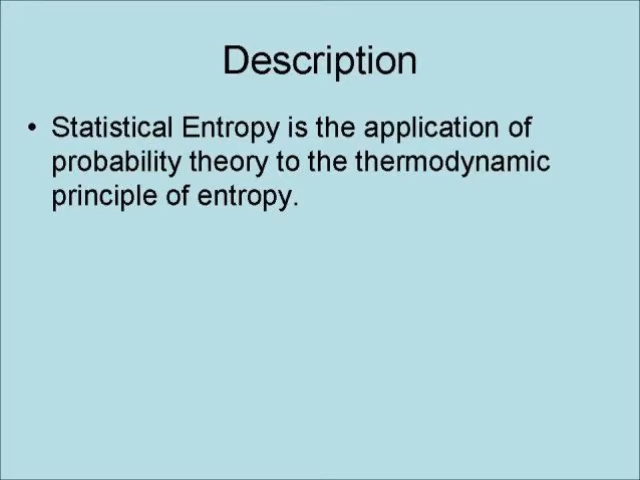 Description
• Statistical Entropy is the application of
probability theory to the thermodynamic
principle of entropy.